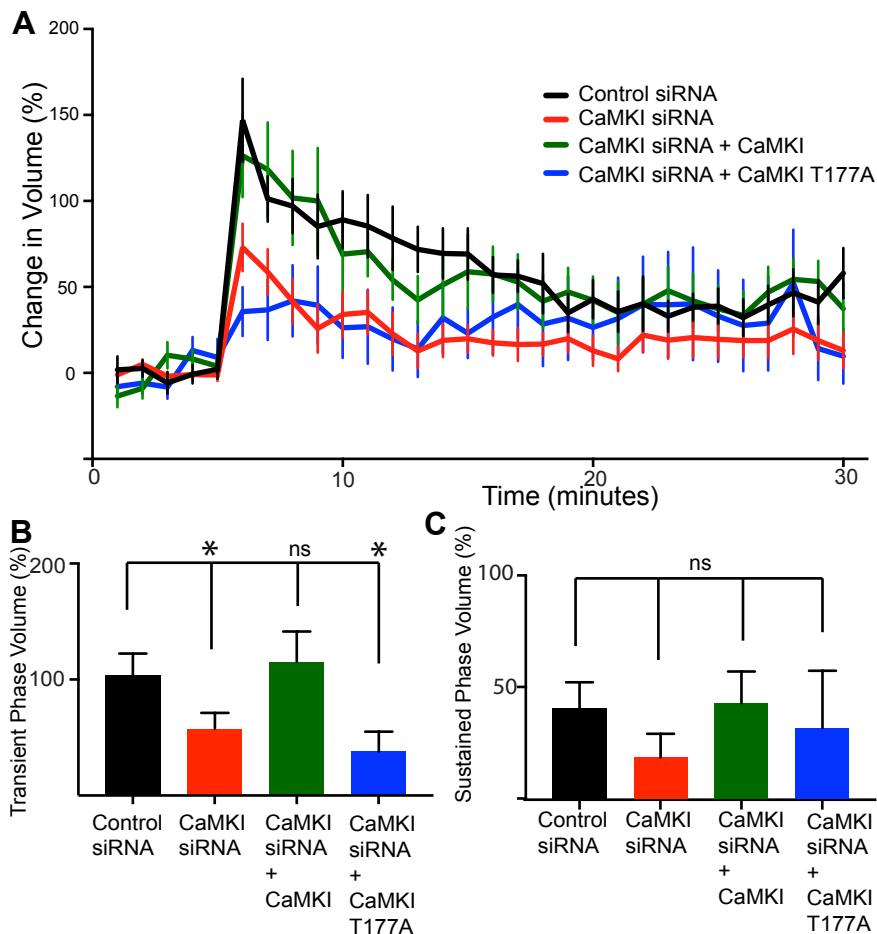 A
Change in Volume (%)
200
150
100
50
0
Control siRNA
CaMKI siRNA
CaMKI siRNA + CaMKI
CaMKI siRNA + CaMKI T177A
0
10
20
30
Time (minutes)
B
Transient Phase Volume (%)
200
100
*
ns
*
Control
siRNA
CaMKI
siRNA
CaMKI
siRNA
+
CaMKI
CaMKI
siRNA
+
CaMKI
T177A
C
Sustained Phase Volume (%)
100
50
ns
Control
siRNA
CaMKI
siRNA
CaMKI
siRNA
+
CaMKI
CaMKI
siRNA
+
CaMKI
T177A